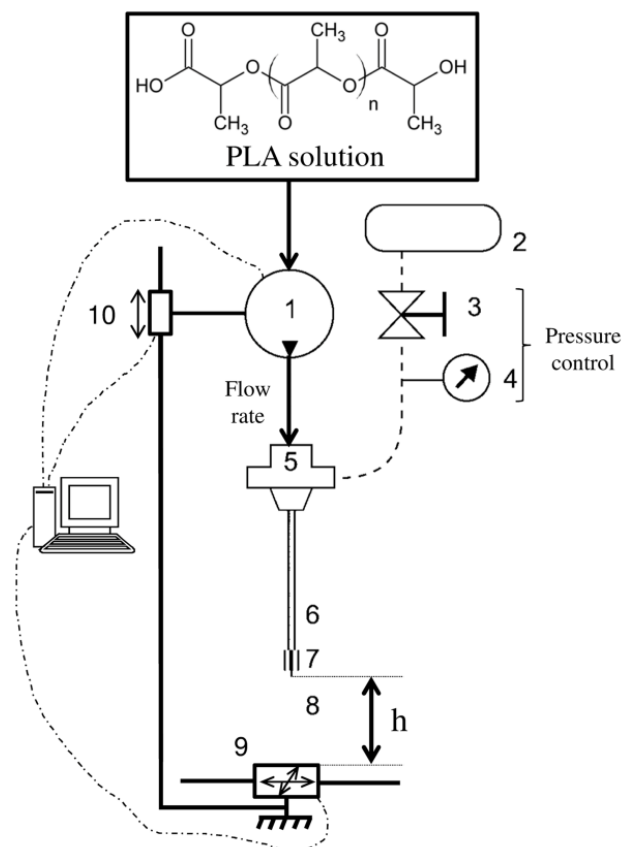 O
CH3
O
O
O
OH
HO
O
n
CH3
O
CH3
PLA solution
2
10
1
3
Pressure
control
4
Flow
rate
5
6
7
8
h
9